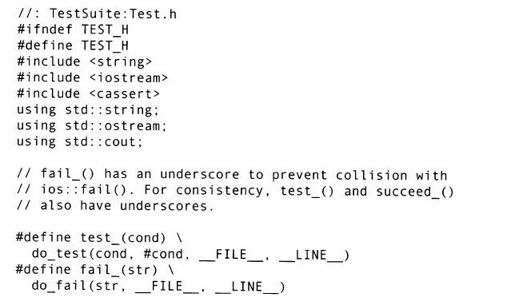 //: TestSuite:Test.h
#ifndef TEST_H
#define TEST_H
#include <string>
#include <iostream>
#include <cassert>
using std::string;
using std::ostream;
using std::cout;

// fail_() has an underscore to prevent collision with
// ios::fail(). For consistency, test_() and succeed_()
// also have underscores.

#define test_(cond) \
  do_test(cond, #cond, __FILE__, __LINE__)
#define fail_(str) \
  do_fail(str, __FILE__, __LINE__)